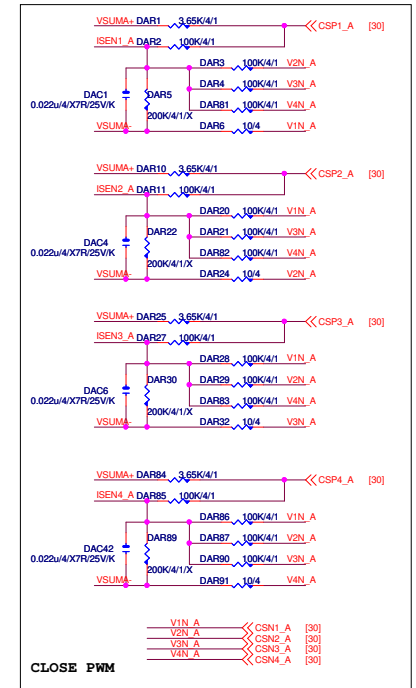 VSUMA+ DAR1 3.65K/4/1 CSP1_A [30]
ISEN1_A DAR2 100K/4/1
DAR3 100K/4/1 V2N_A
DAC1 DAR5 DAR4 100K/4/1 V3N_A
0.022u/4/X7R/25V/K DAR81 100K/4/1 V4N_A
200K/4/1/X
VSUMA- DAR6 10/4 V1N_A
VSUMA+ DAR10 3.65K/4/1 CSP2_A [30]
ISEN2_A DAR11 100K/4/1
DAR20 100K/4/1 V1N_A
DAC4 DAR22 DAR21 100K/4/1 V3N_A
0.022u/4/X7R/25V/K DAR82 100K/4/1 V4N_A
200K/4/1/X
VSUMA- DAR24 10/4 V2N_A
VSUMA+ DAR25 3.65K/4/1 CSP3_A [30]
ISEN3_A DAR27 100K/4/1
DAR28 100K/4/1 V1N_A
DAC6 DAR30 DAR29 100K/4/1 V2N_A
0.022u/4/X7R/25V/K DAR83 100K/4/1 V4N_A
200K/4/1/X
VSUMA- DAR32 10/4 V3N_A
VSUMA+ DAR84 3.65K/4/1 CSP4_A [30]
ISEN4_A DAR85 100K/4/1
DAR86 100K/4/1 V1N_A
DAC42 DAR89 DAR87 100K/4/1 V2N_A
0.022u/4/X7R/25V/K DAR90 100K/4/1 V3N_A
200K/4/1/X
VSUMA- DAR91 10/4 V4N_A
V1N_A CSN1_A [30]
V2N_A CSN2_A [30]
V3N_A CSN3_A [30]
V4N_A CSN4_A [30]
CLOSE PWM